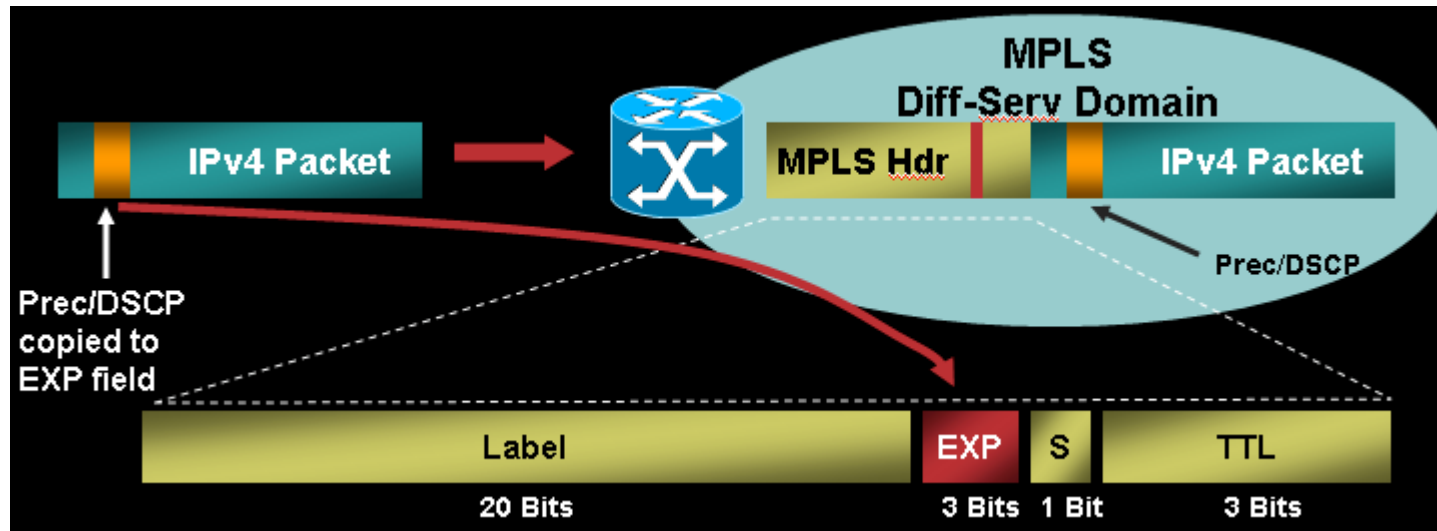 MPLS
Diff-Serv Domain
IPv4 Packet
MPLS Hdr
IPv4 Packet
Prec/DSCP
Prec/DSCP
copied to
EXP field
Label
EXP
S
TTL
20 Bits
3 Bits
1 Bit
3 Bits